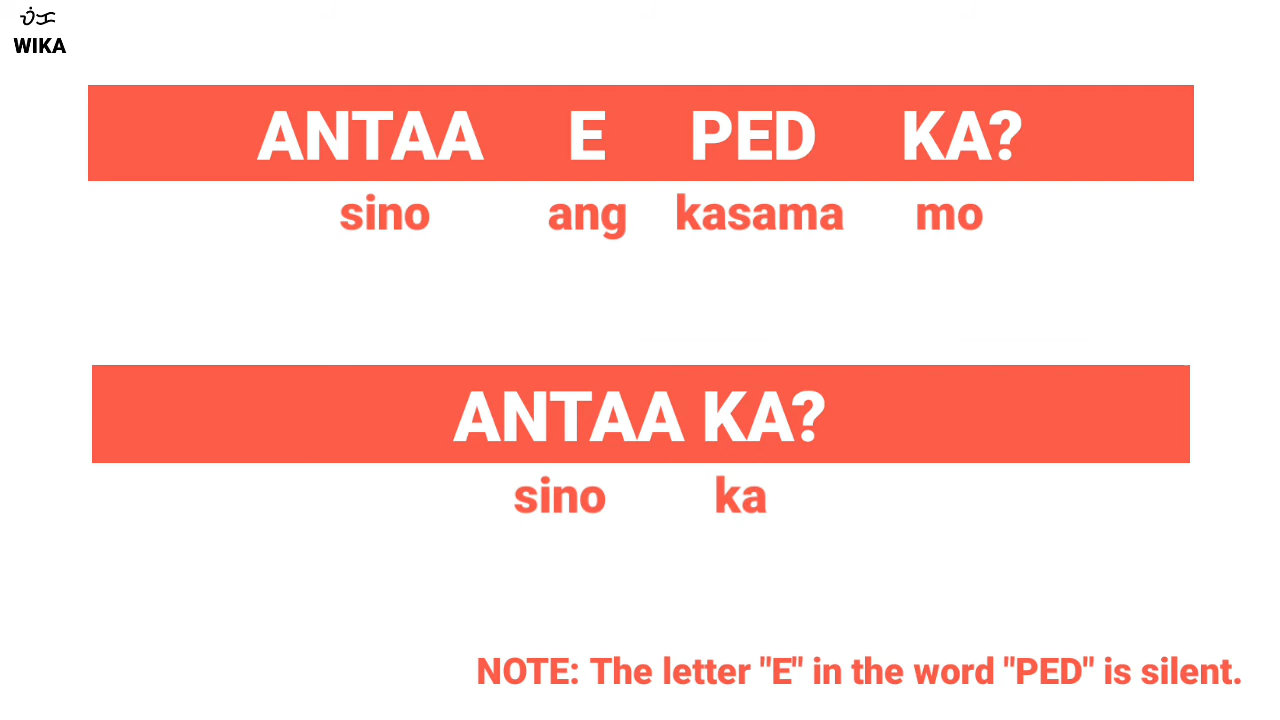 ᜏᜒᜃ
WIKA
ANTAA E PED KA?
sino ang kasama mo
ANTAA KA?
sino ka
NOTE: The letter "E" in the word "PED" is silent.